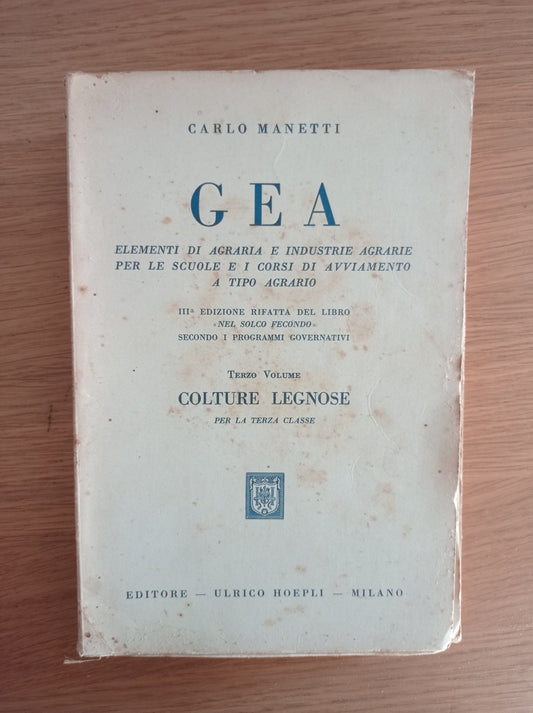 CARLO MANETTI
GEA
ELEMENTI DI AGRARIA E INDUSTRIE AGRARIE
PER LE SCUOLE E I CORSI DI AVVIAMENTO
A TIPO AGRARIO
IIIª EDIZIONE RIFATTA DEL LIBRO
«NEL SOLCO FECONDO»
SECONDO I PROGRAMMI GOVERNATIVI
TERZO VOLUME
COLTURE LEGNOSE
PER LA TERZA CLASSE
EDITORE — ULRICO HOEPLI — MILANO